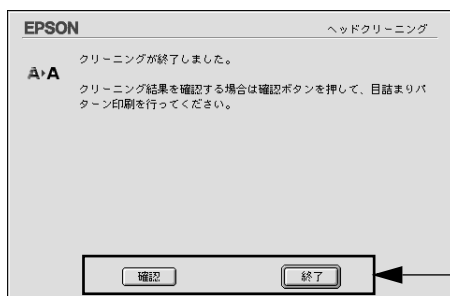 EPSON
ヘッドクリーニング
A▸A
クリーニングが終了しました。
クリーニング結果を確認する場合は確認ボタンを押して、目詰まりパ
ターン印刷を行ってください。
確認
終了